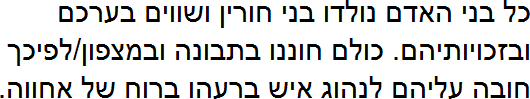 כל בני האדם נולדו בני חורין ושווים בערכם
ובזכויותיהם. כולם חוננו בתבונה ובמצפון/לפיכך
חובה עליהם לנהוג איש ברעהו ברוח של אחווה.